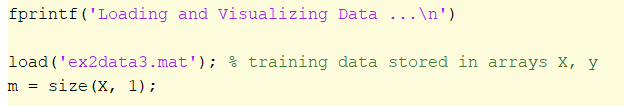 fprintf('Loading and Visualizing Data ...\n')
load('ex2data3.mat'); % training data stored in arrays X, y
m = size(X, 1);